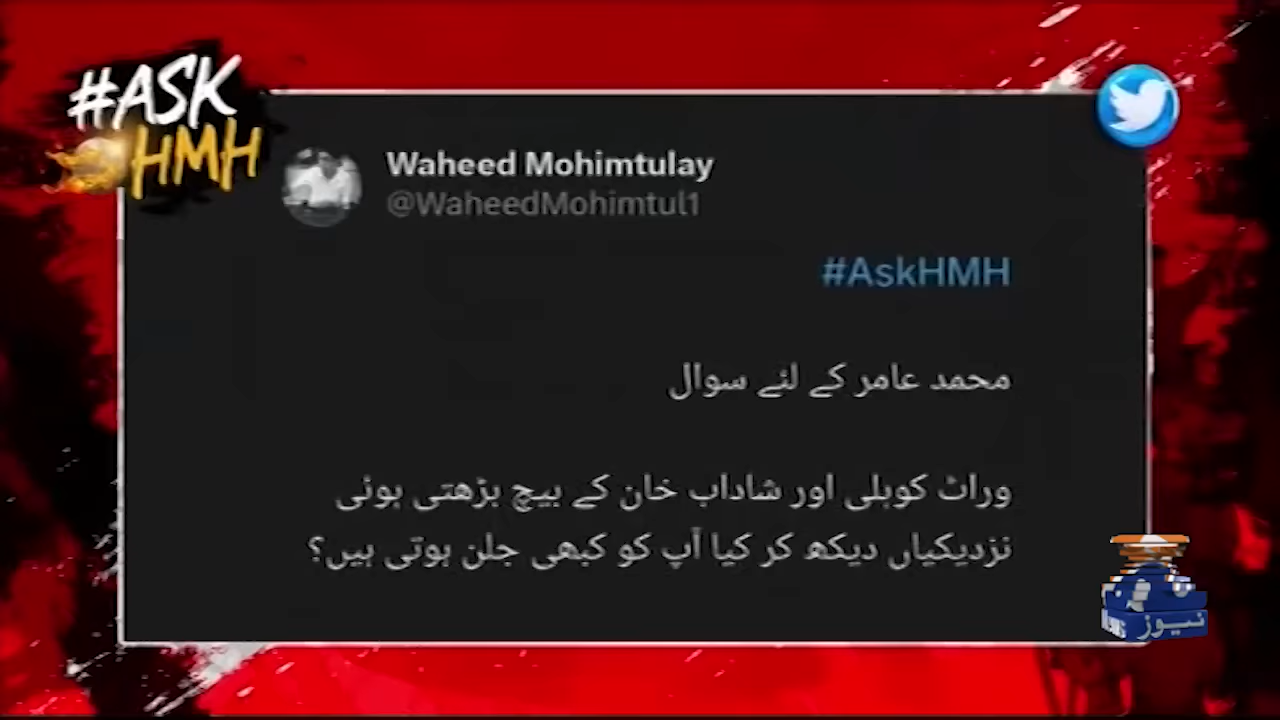 #ASK
HMH
Waheed Mohimtulay
@WaheedMohimtul1
#AskHMH
محمد عامر کے لئے سوال
وراٹ کوہلی اور شاداب خان کے بیچ بڑھتی ہوئی
نزدیکیاں دیکھ کر کیا آپ کو کبھی جلن ہوتی ہیں؟
News نیوز